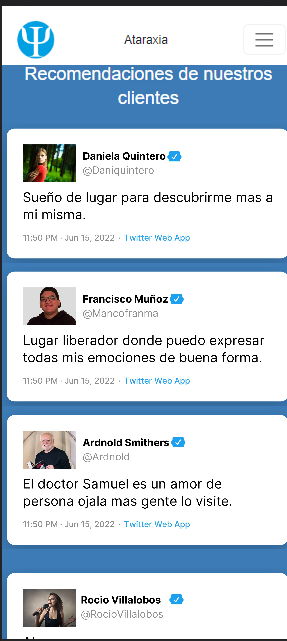 Ataraxia
Recomendaciones de nuestros
clientes
Daniela Quintero
@Daniquintero
Sueño de lugar para descubrirme mas a
mi misma.
11:50 PM · Jun 15, 2022 · Twitter Web App
Francisco Muñoz
@Mancofranma
Lugar liberador donde puedo expresar
todas mis emociones de buena forma.
11:50 PM · Jun 15, 2022 · Twitter Web App
Ardnold Smithers
@Ardnold
El doctor Samuel es un amor de
persona ojala mas gente lo visite.
11:50 PM · Jun 15, 2022 · Twitter Web App
Rocio Villalobos
@RocioVillalobos